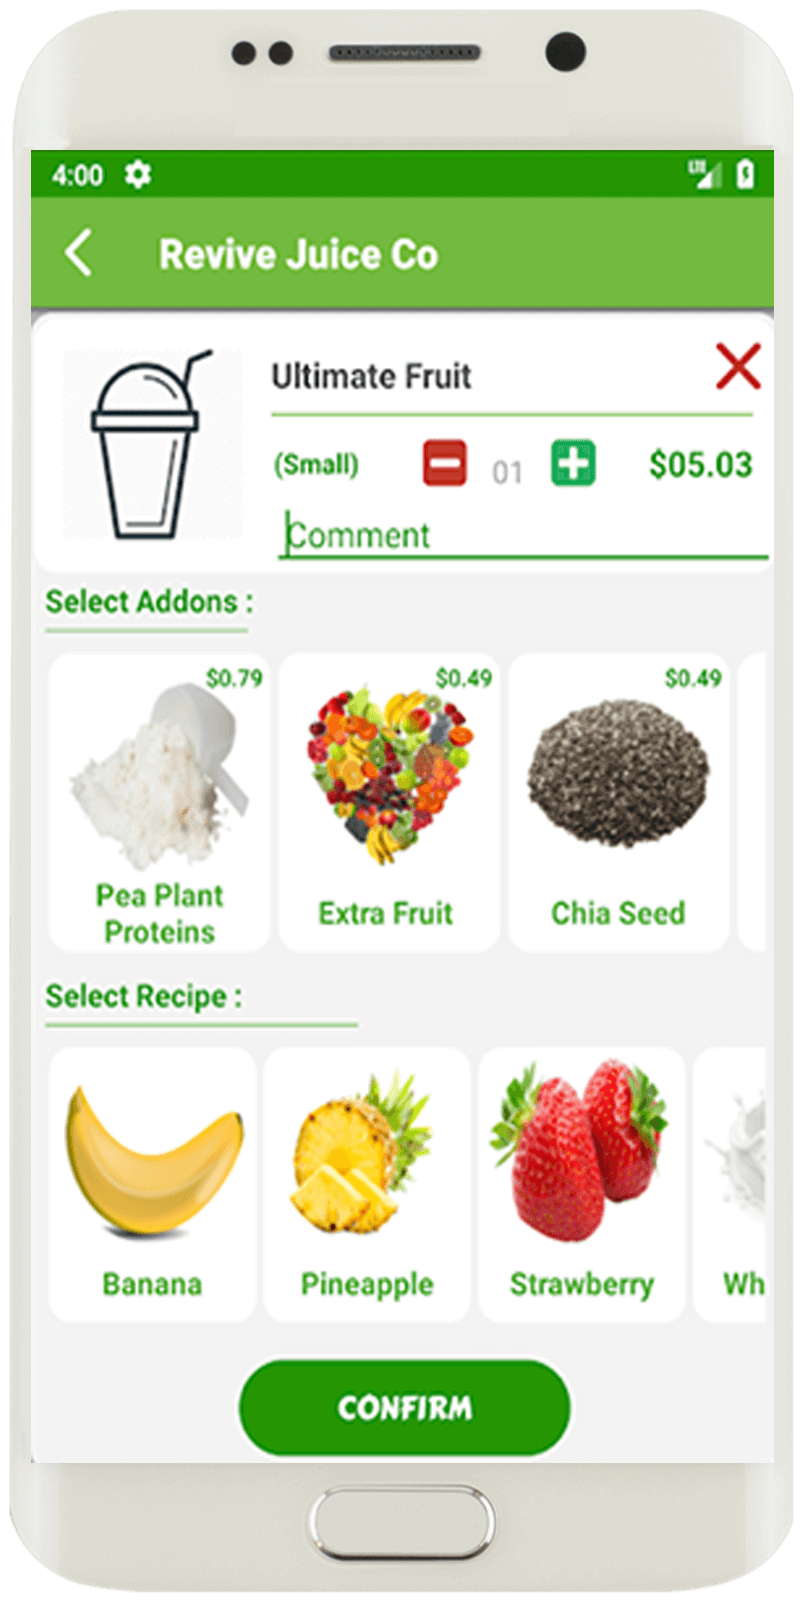 4:00
LTE
Revive Juice Co
Ultimate Fruit
(Small) 01 $05.03
Comment
Select Addons :
$0.79 $0.49 $0.49
Pea Plant
Proteins
Extra Fruit
Chia Seed
Select Recipe :
Banana Pineapple Strawberry Wh
CONFIRM